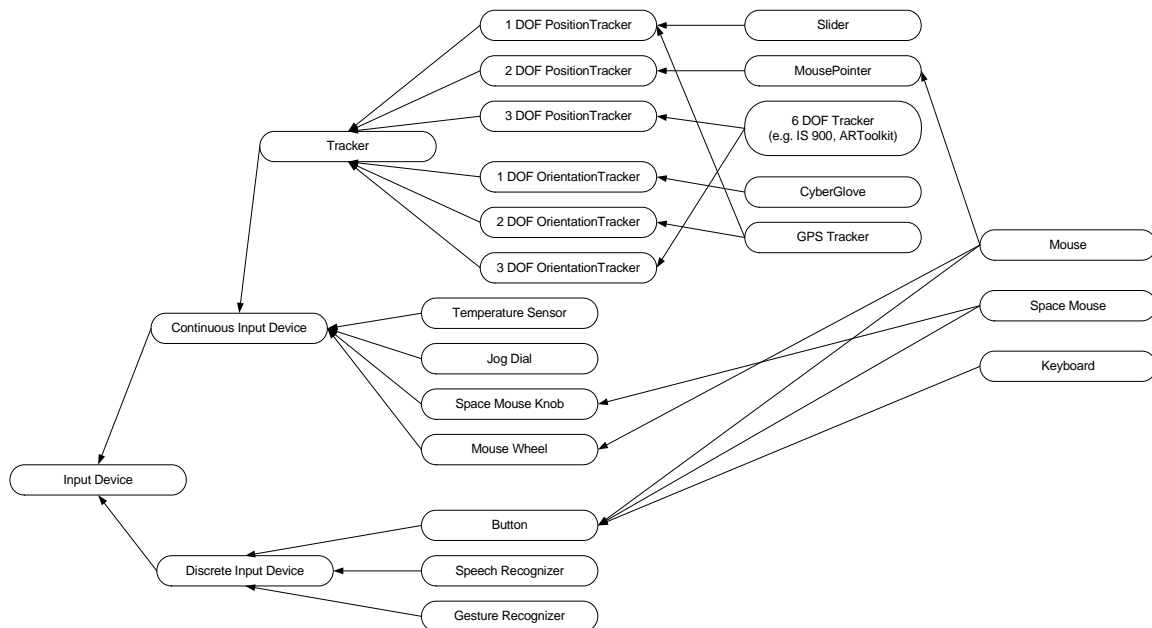 1 DOF PositionTracker
Slider
2 DOF PositionTracker
MousePointer
3 DOF PositionTracker
6 DOF Tracker
(e.g. IS 900, ARToolkit)
Tracker
1 DOF OrientationTracker
CyberGlove
2 DOF OrientationTracker
GPS Tracker
Mouse
3 DOF OrientationTracker
Space Mouse
Temperature Sensor
Continuous Input Device
Jog Dial
Keyboard
Space Mouse Knob
Mouse Wheel
Input Device
Button
Discrete Input Device
Speech Recognizer
Gesture Recognizer